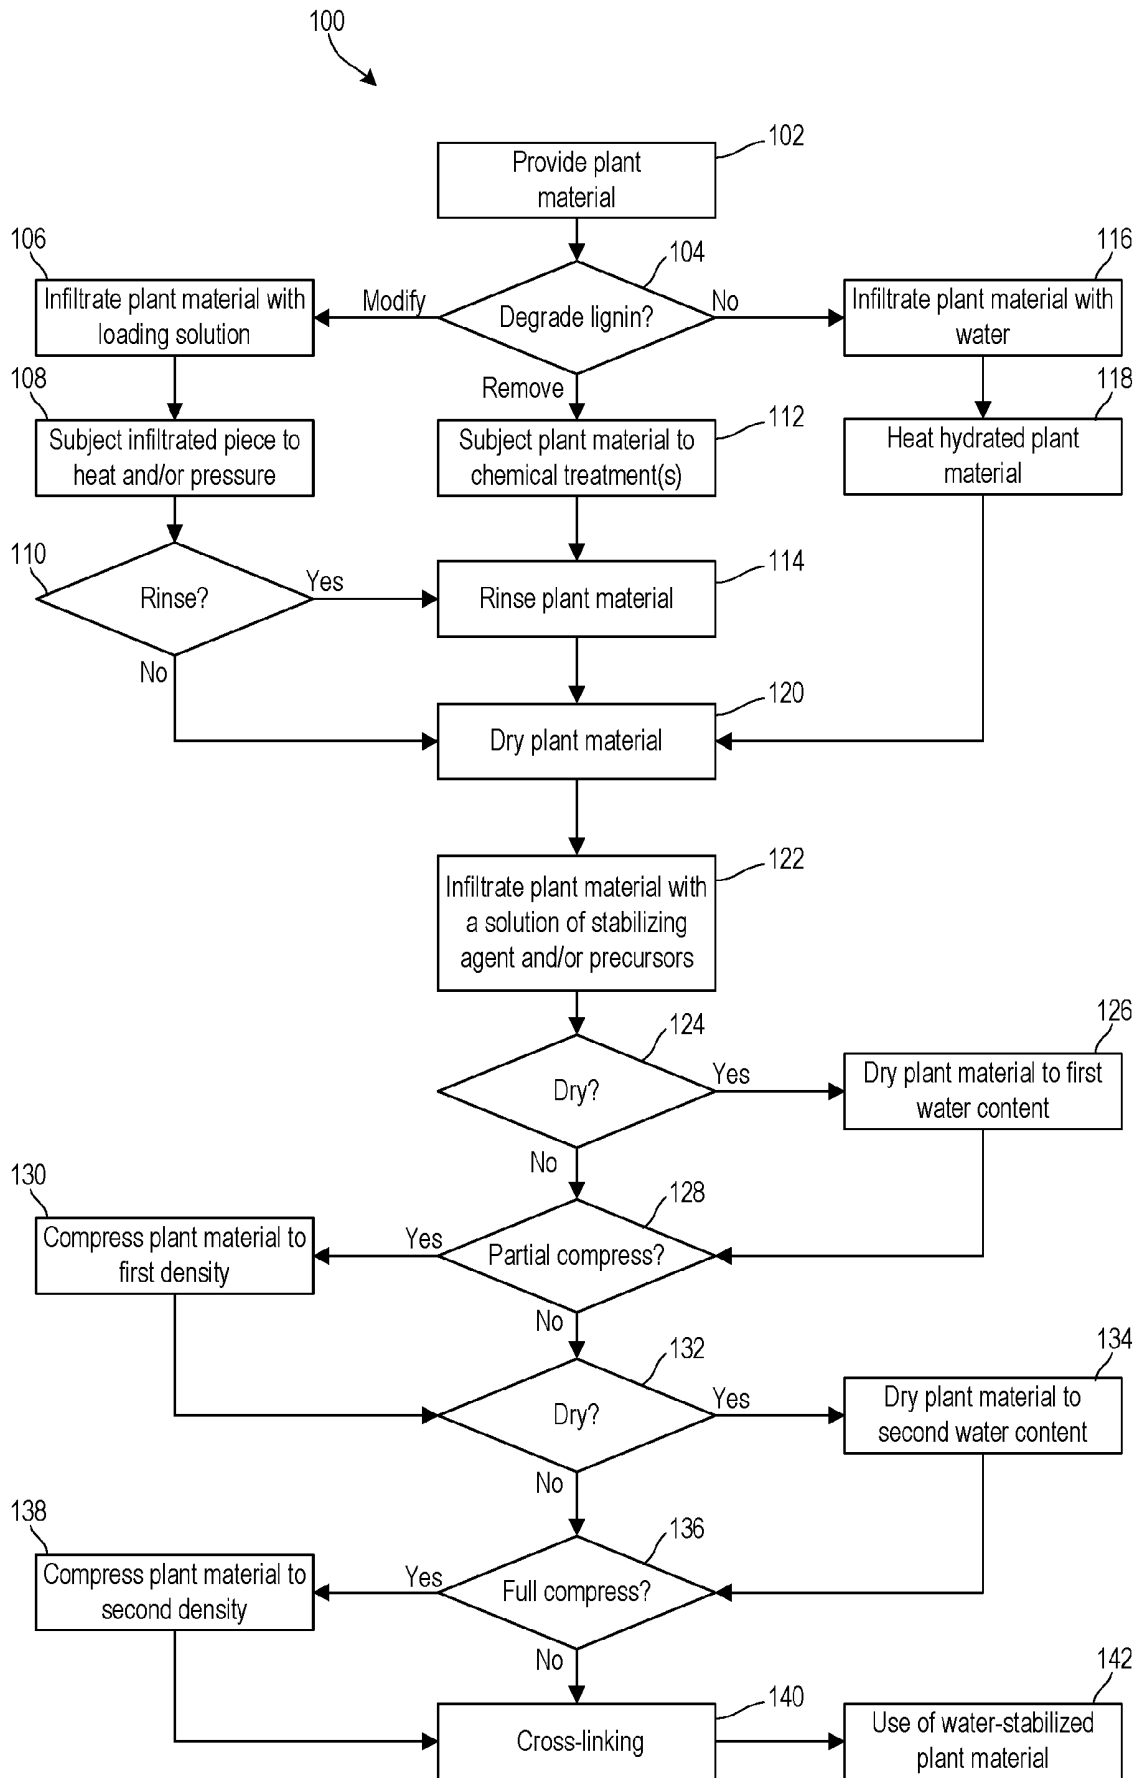 100
102
Provide plant
material
106
104
116
Infiltrate plant material with
loading solution
Modify
Degrade lignin?
No
Infiltrate plant material with
water
108
Remove
112
118
Subject infiltrated piece to
heat and/or pressure
Subject plant material to
chemical treatment(s)
Heat hydrated plant
material
110
114
Rinse?
Yes
Rinse plant material
No
120
Dry plant material
122
Infiltrate plant material with
a solution of stabilizing
agent and/or precursors
124
126
Dry?
Yes
Dry plant material to first
water content
No
130
128
Compress plant material to
first density
Yes
Partial compress?
No
132
134
Dry?
Yes
Dry plant material to
second water content
No
138
136
Compress plant material to
second density
Yes
Full compress?
No
140
142
Cross-linking
Use of water-stabilized
plant material